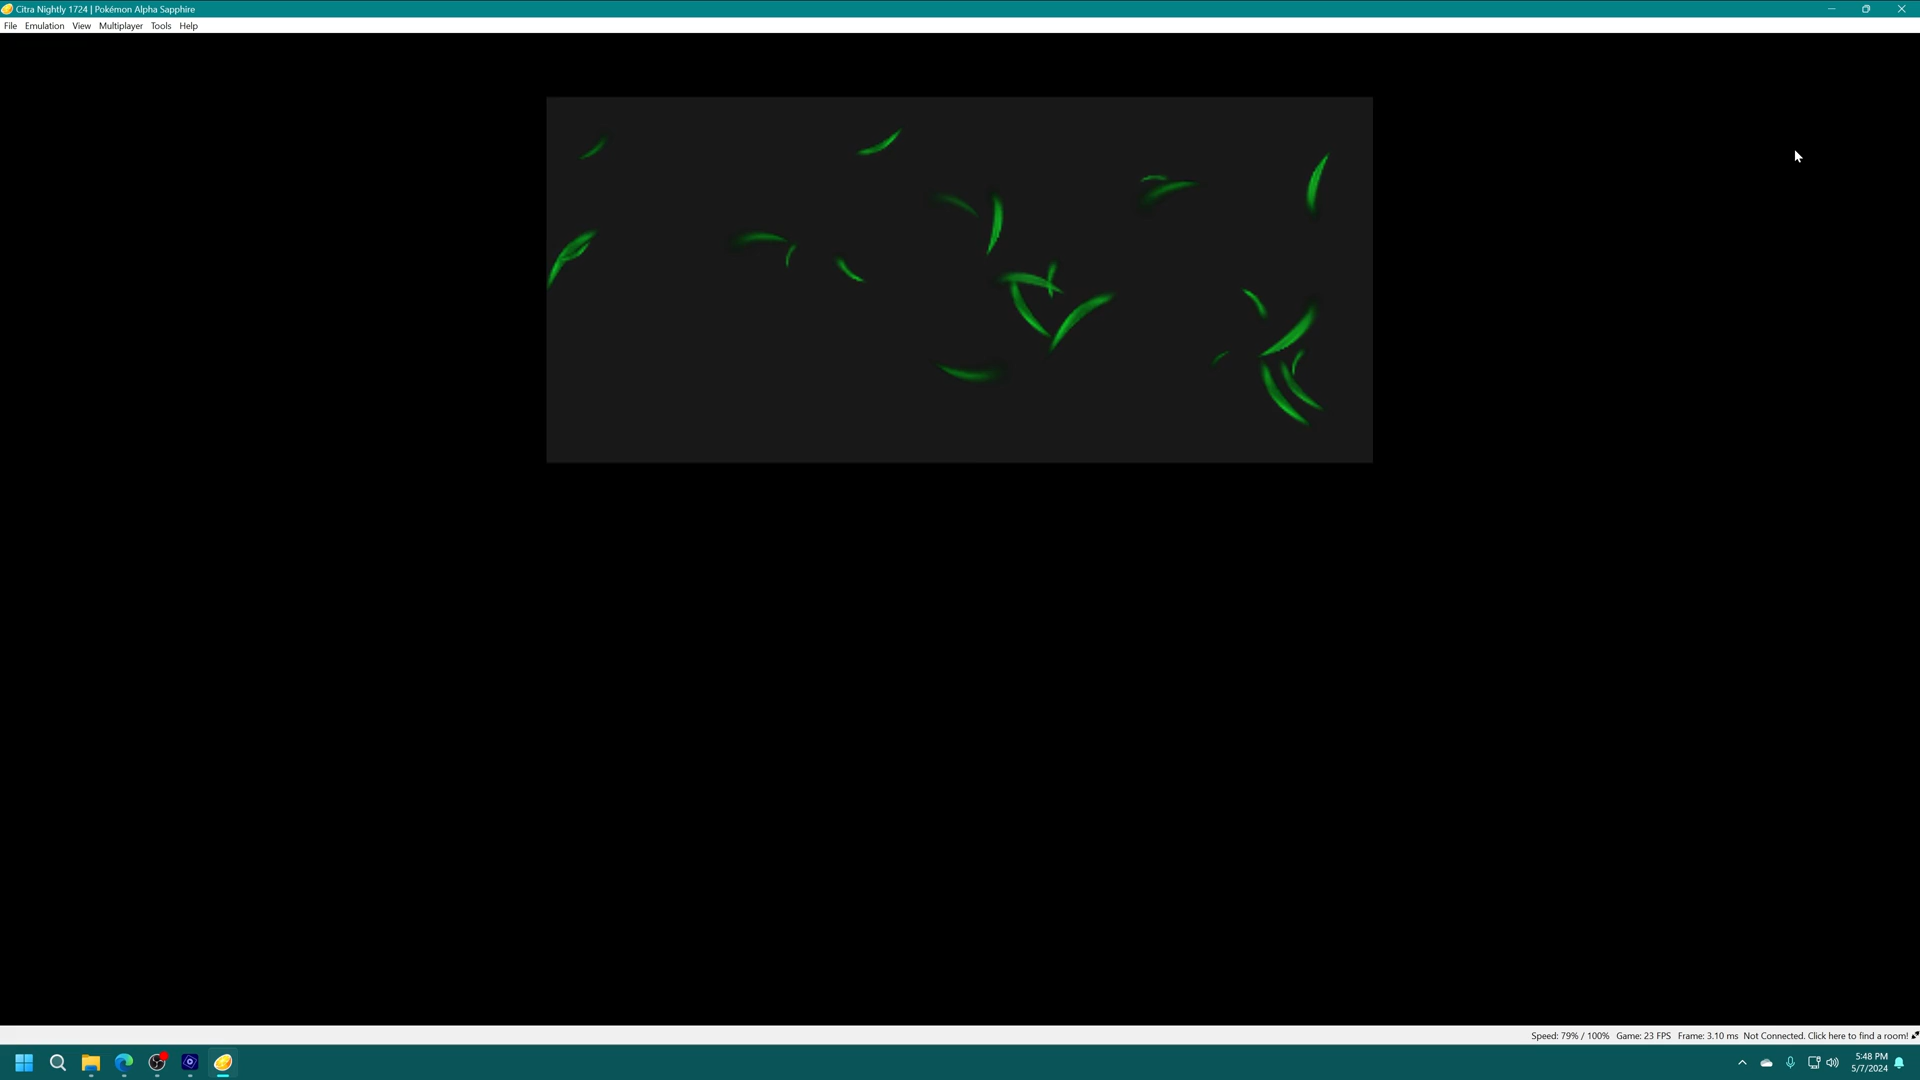 Citra Nightly 1724 | Pokémon Alpha Sapphire
File Emulation View Multiplayer Tools Help
Speed: 79% / 100% Game: 23 FPS Frame: 3.10 ms Not Connected. Click here to find a room!
5:48 PM
5/7/2024